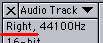 Audio Track
Right, 44100Hz
16-bit